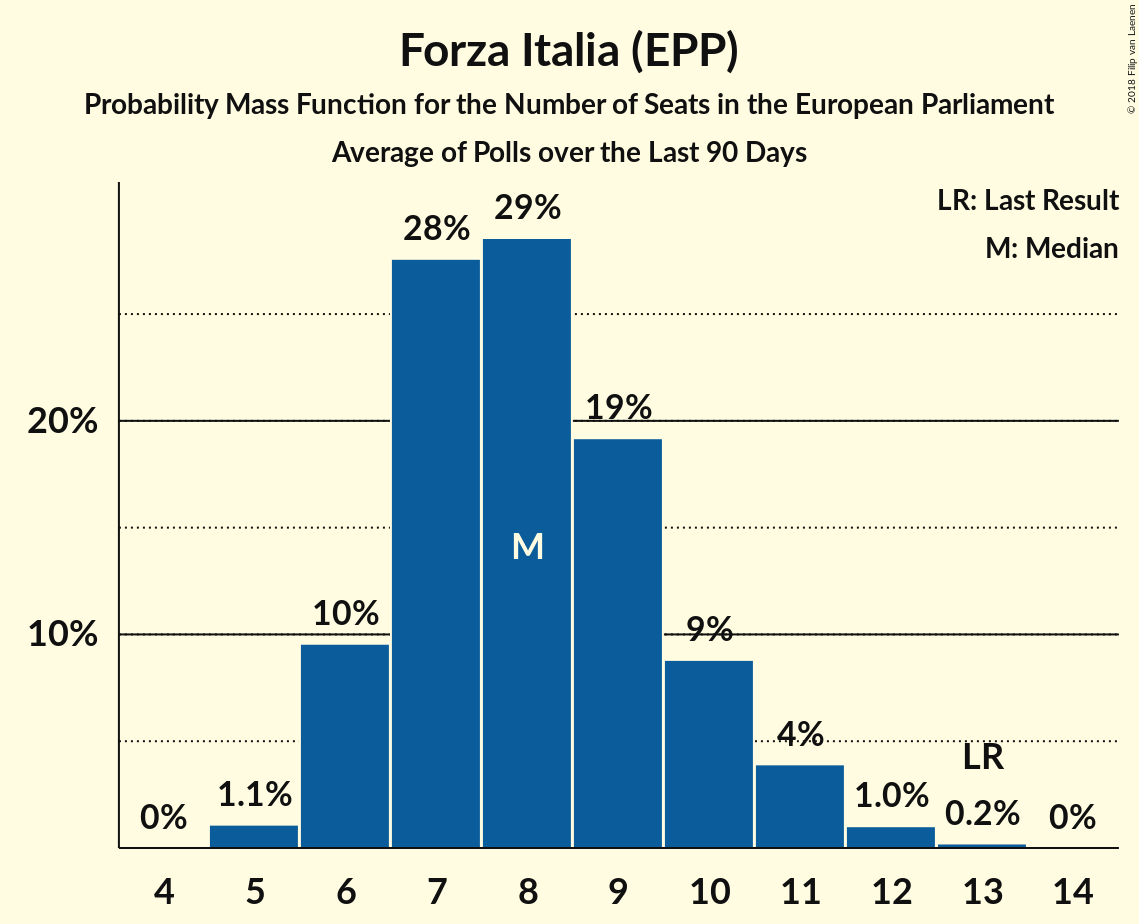 Forza Italia (EPP)
Probability Mass Function for the Number of Seats in the European Parliament
Average of Polls over the Last 90 Days
© 2018 Filip van Laenen
LR: Last Result
M: Median
28%
29%
20%
19%
M
10%
10%
9%
4%
LR
0%
1.1%
1.0%
0.2%
0%
4 5 6 7 8 9 10 11 12 13 14